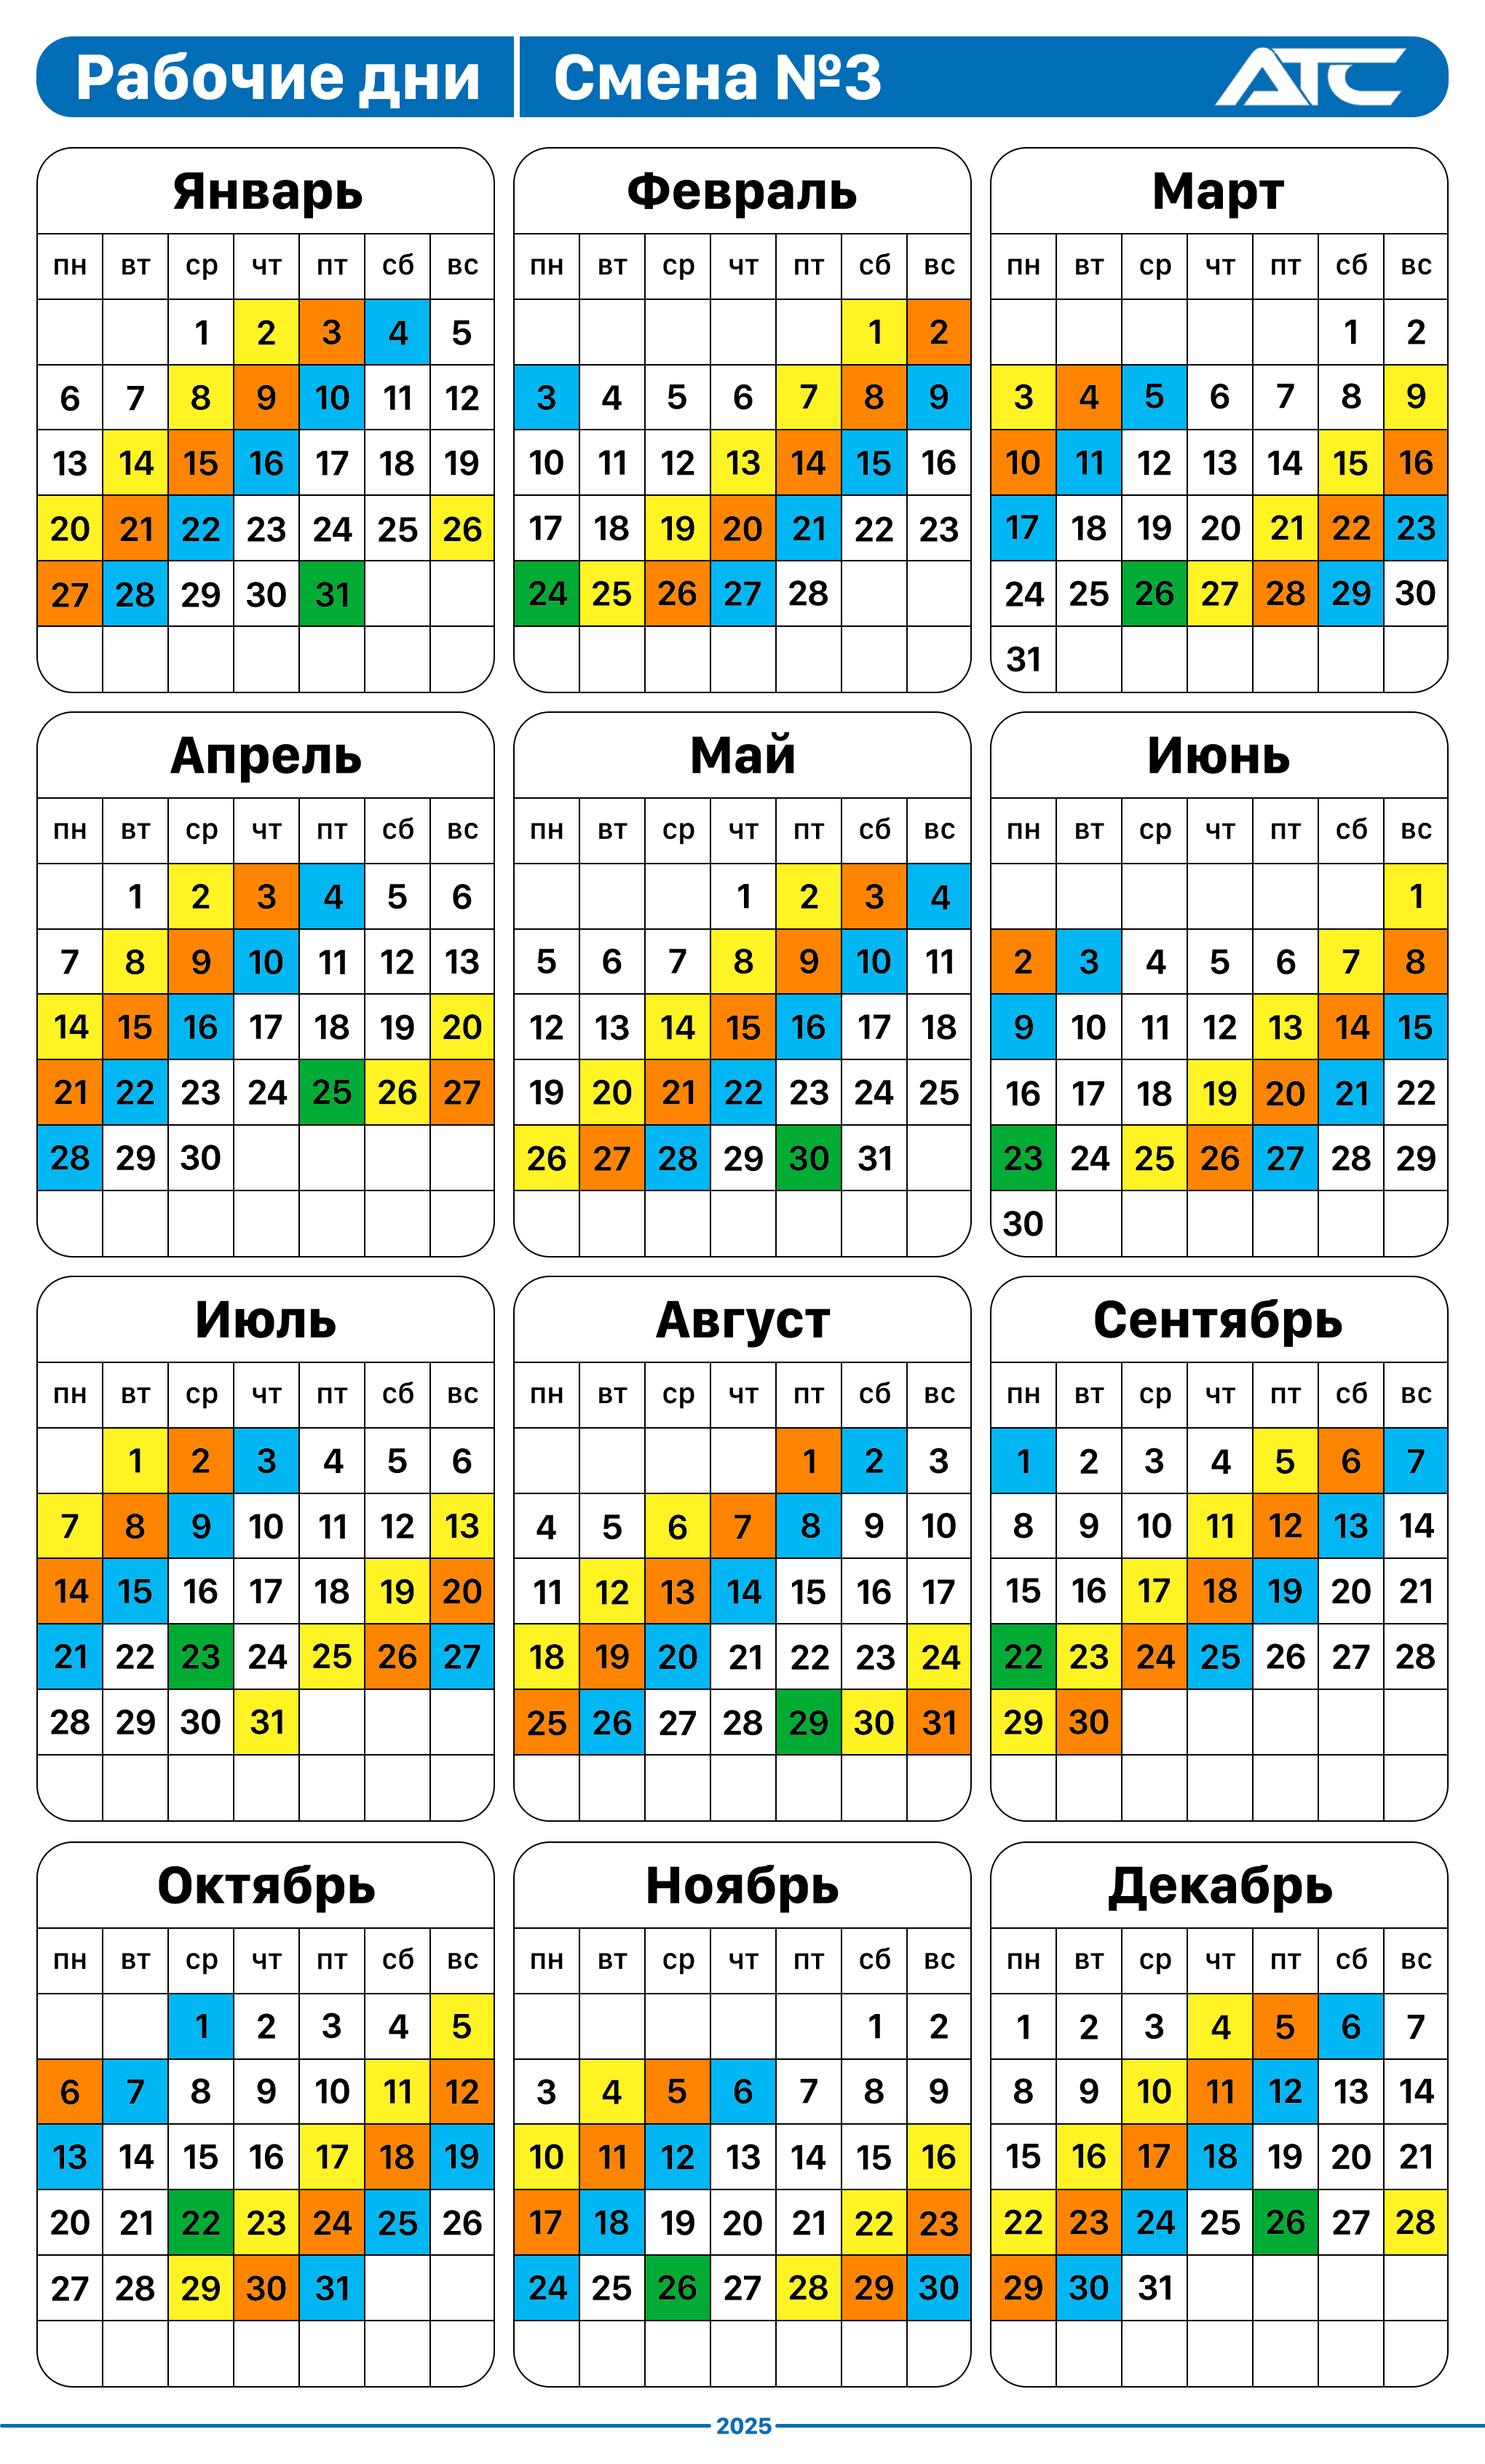 Рабочие дни Смена №3 ATC
Январь
пн вт ср чт пт сб вс
1 2 3 4 5
6 7 8 9 10 11 12
13 14 15 16 17 18 19
20 21 22 23 24 25 26
27 28 29 30 31
Февраль
пн вт ср чт пт сб вс
1 2
3 4 5 6 7 8 9
10 11 12 13 14 15 16
17 18 19 20 21 22 23
24 25 26 27 28
Март
пн вт ср чт пт сб вс
1 2
3 4 5 6 7 8 9
10 11 12 13 14 15 16
17 18 19 20 21 22 23
24 25 26 27 28 29 30
31
Апрель
пн вт ср чт пт сб вс
1 2 3 4 5 6
7 8 9 10 11 12 13
14 15 16 17 18 19 20
21 22 23 24 25 26 27
28 29 30
Май
пн вт ср чт пт сб вс
1 2 3 4
5 6 7 8 9 10 11
12 13 14 15 16 17 18
19 20 21 22 23 24 25
26 27 28 29 30 31
Июнь
пн вт ср чт пт сб вс
1
2 3 4 5 6 7 8
9 10 11 12 13 14 15
16 17 18 19 20 21 22
23 24 25 26 27 28 29
30
Июль
пн вт ср чт пт сб вс
1 2 3 4 5 6
7 8 9 10 11 12 13
14 15 16 17 18 19 20
21 22 23 24 25 26 27
28 29 30 31
Август
пн вт ср чт пт сб вс
1 2 3
4 5 6 7 8 9 10
11 12 13 14 15 16 17
18 19 20 21 22 23 24
25 26 27 28 29 30 31
Сентябрь
пн вт ср чт пт сб вс
1 2 3 4 5 6 7
8 9 10 11 12 13 14
15 16 17 18 19 20 21
22 23 24 25 26 27 28
29 30
Октябрь
пн вт ср чт пт сб вс
1 2 3 4 5
6 7 8 9 10 11 12
13 14 15 16 17 18 19
20 21 22 23 24 25 26
27 28 29 30 31
Ноябрь
пн вт ср чт пт сб вс
1 2
3 4 5 6 7 8 9
10 11 12 13 14 15 16
17 18 19 20 21 22 23
24 25 26 27 28 29 30
Декабрь
пн вт ср чт пт сб вс
1 2 3 4 5 6 7
8 9 10 11 12 13 14
15 16 17 18 19 20 21
22 23 24 25 26 27 28
29 30 31
2025